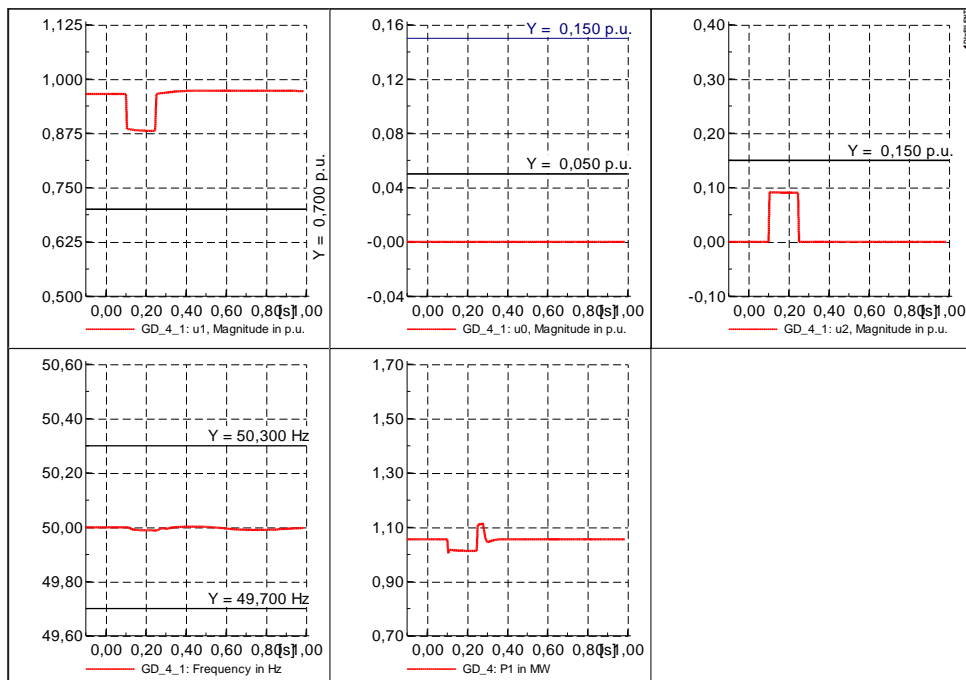 1,125
1,000
0,875
0,750
0,625
0,500
0,00 0,20 0,40 0,60 0,80 [s] 1,00
Y = 0,700 p.u.
GD_4_1: u1, Magnitude in p.u.
0,16
0,12
0,08
0,04
-0,00
-0,04
Y = 0,150 p.u.
Y = 0,050 p.u.
0,00 0,20 0,40 0,60 0,80 [s] 1,00
GD_4_1: u0, Magnitude in p.u.
0,40
0,30
0,20
0,10
0,00
-0,10
Y = 0,150 p.u.
0,00 0,20 0,40 0,60 0,80 [s] 1,00
GD_4_1: u2, Magnitude in p.u.
50,60
50,40
50,20
50,00
49,80
49,60
Y = 50,300 Hz
Y = 49,700 Hz
0,00 0,20 0,40 0,60 0,80 [s] 1,00
GD_4_1: Frequency in Hz
1,70
1,50
1,30
1,10
0,90
0,70
0,00 0,20 0,40 0,60 0,80 [s] 1,00
GD_4: P1 in MW